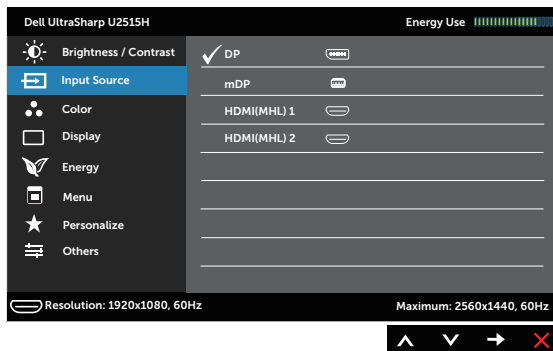 Dell UltraSharp U2515H
Energy Use
Brightness / Contrast
DP
Input Source
mDP
Color
HDMI(MHL) 1
Display
HDMI(MHL) 2
Energy
Menu
Personalize
Others
Resolution: 1920x1080, 60Hz
Maximum: 2560x1440, 60Hz